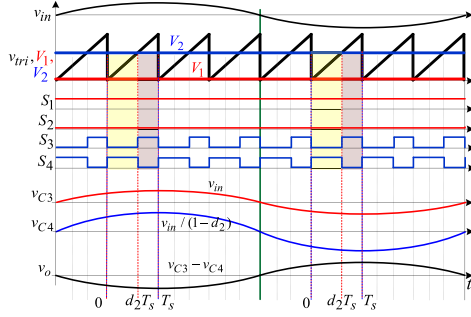 v_in
V_2
v_tri, V_1,
V_2
V_1
S_1
S_2
S_3
S_4
v_C3
v_in
v_C4
v_in / (1−d_2)
v_o
v_C3 − v_C4
t
0 d_2T_s T_s 0 d_2T_s T_s